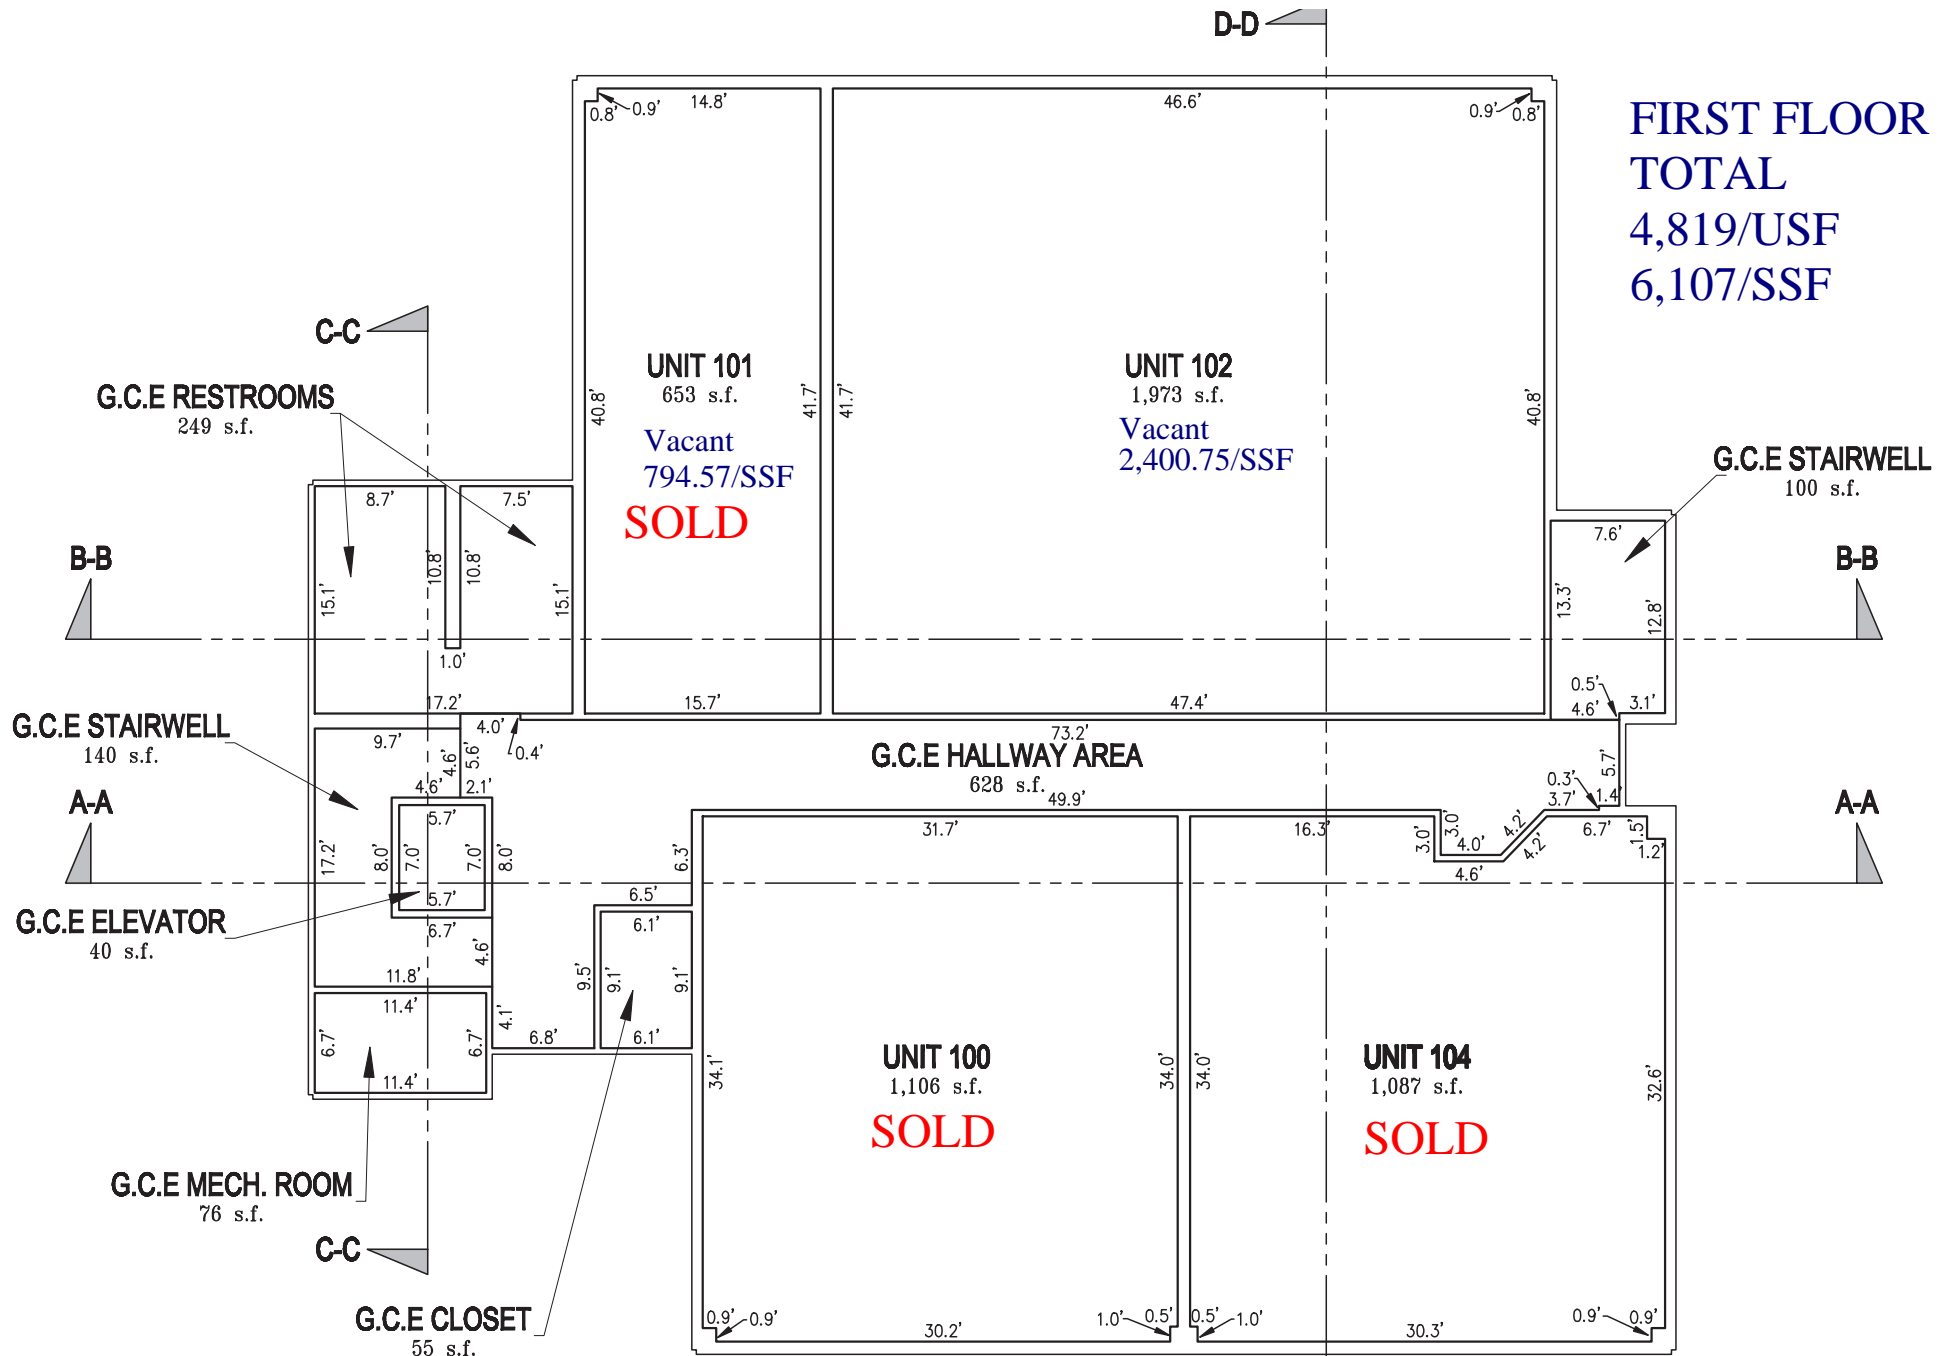 D-D
14.8'
46.6'
0.8'
0.9'
0.9'
0.8'
FIRST FLOOR
TOTAL
4,819/USF
6,107/SSF
C-C
UNIT 101
653 s.f.
Vacant
794.57/SSF
SOLD
40.8'
41.7'
41.7'
UNIT 102
1,973 s.f.
Vacant
2,400.75/SSF
40.8'
G.C.E RESTROOMS
249 s.f.
G.C.E STAIRWELL
100 s.f.
8.7'
7.5'
7.6'
B-B
B-B
15.1'
10.8'
10.8'
15.1'
13.3'
12.8'
1.0'
17.2'
15.7'
47.4'
0.5'
4.6'
3.1'
G.C.E STAIRWELL
140 s.f.
9.7'
4.0'
0.4'
73.2'
4.6'
5.6'
G.C.E HALLWAY AREA
628 s.f.
5.7'
4.6'
2.1'
49.9'
0.3'
3.7'
1.4'
A-A
A-A
5.7'
31.7'
16.3'
3.0'
3.0'
4.0'
4.2'
4.2'
4.6'
6.7'
1.5'
1.2'
17.2'
8.0'
7.0'
7.0'
8.0'
6.3'
5.7'
6.5'
G.C.E ELEVATOR
40 s.f.
6.7'
6.1'
4.6'
11.8'
9.5'
9.1'
9.1'
11.4'
4.1'
6.7'
6.7'
6.8'
6.1'
11.4'
34.1'
UNIT 100
1,106 s.f.
SOLD
34.0'
34.0'
UNIT 104
1,087 s.f.
SOLD
32.6'
G.C.E MECH. ROOM
76 s.f.
C-C
G.C.E CLOSET
55 s.f.
0.9'
0.9'
30.2'
1.0'
0.5'
0.5'
1.0'
30.3'
0.9'
0.9'